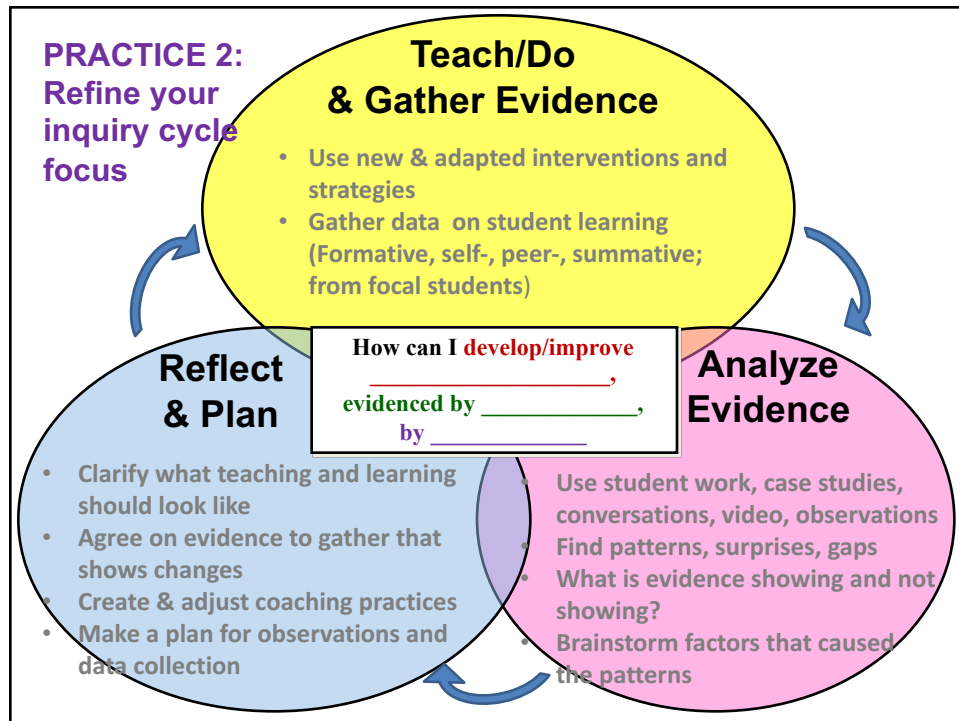 PRACTICE 2:
Refine your
inquiry cycle
focus
Teach/Do
& Gather Evidence
• Use new & adapted interventions and
strategies
• Gather data on student learning
(Formative, self-, peer-, summative;
from focal students)
How can I develop/improve
____________________,
evidenced by _____________,
by ___________
Reflect
& Plan
• Clarify what teaching and learning
should look like
• Agree on evidence to gather that
shows changes
• Create & adjust coaching practices
• Make a plan for observations and
data collection
Analyze
Evidence
• Use student work, case studies,
conversations, video, observations
• Find patterns, surprises, gaps
• What is evidence showing and not
showing?
• Brainstorm factors that caused
the patterns